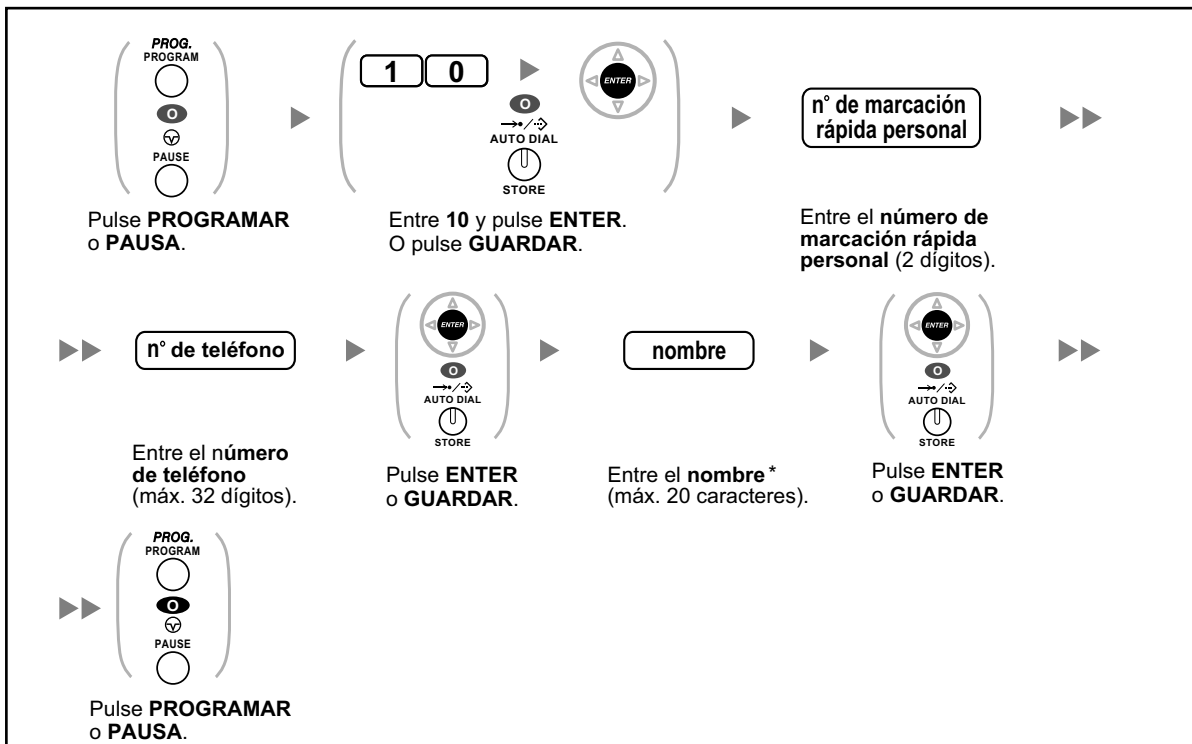 PROG.
PROGRAM
O
PAUSE
Pulse PROGRAMAR
o PAUSA.
1 0
O
AUTO DIAL
STORE
ENTER
Entre 10 y pulse ENTER.
O pulse GUARDAR.
n° de marcación
rápida personal
Entre el número de
marcación rápida
personal (2 dígitos).
n° de teléfono
Entre el número
de teléfono
(máx. 32 dígitos).
ENTER
O
AUTO DIAL
STORE
Pulse ENTER
o GUARDAR.
nombre
Entre el nombre*
(máx. 20 caracteres).
ENTER
O
AUTO DIAL
STORE
Pulse ENTER
o GUARDAR.
PROG.
PROGRAM
O
PAUSE
Pulse PROGRAMAR
o PAUSA.